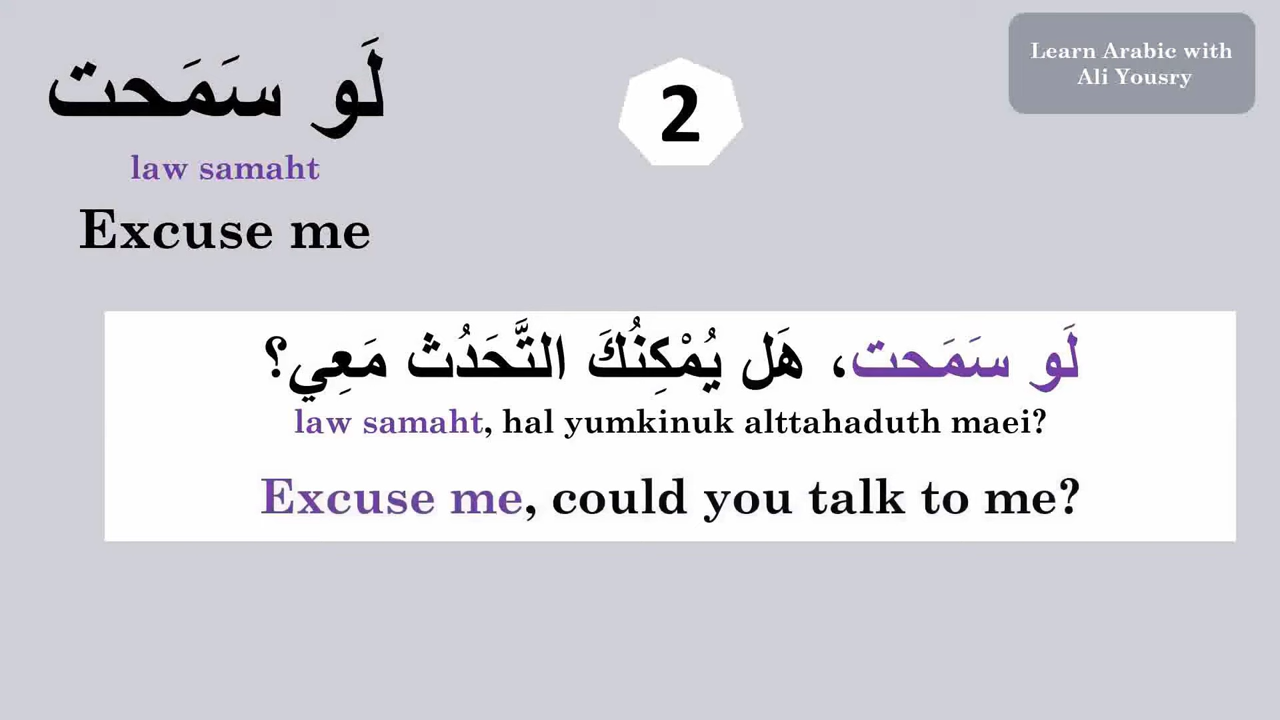 لَو سَمَحت
law samaht
Excuse me
2
Learn Arabic with
Ali Yousry
لَو سَمَحت، هَل يُمْكِنُكَ التَّحَدُث مَعِي؟
law samaht, hal yumkinuk alttahaduth maei?
Excuse me, could you talk to me?